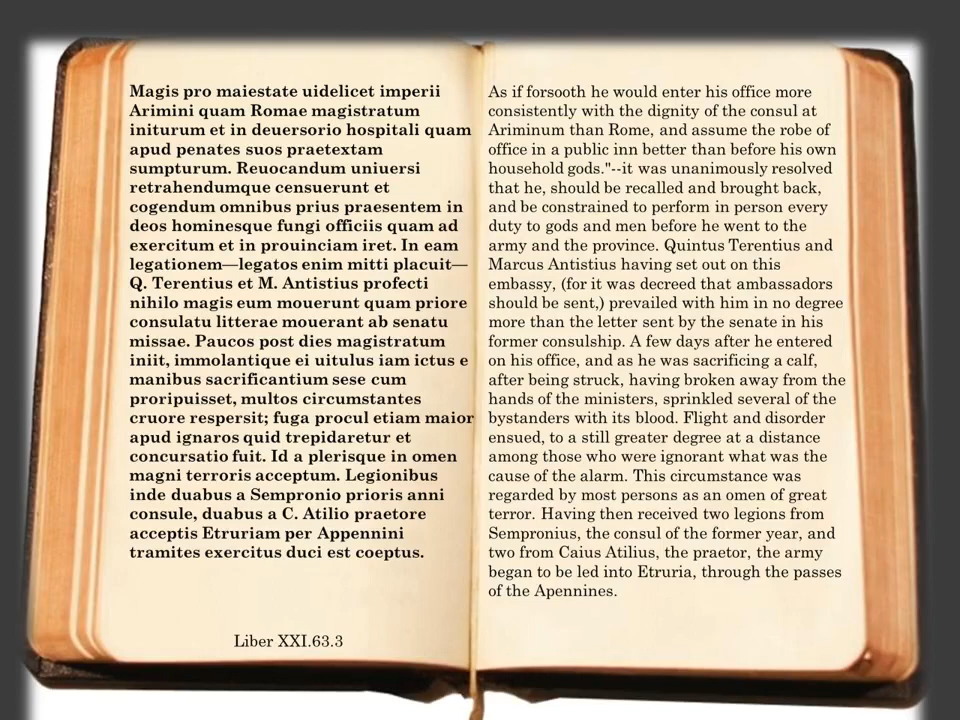 Magis pro maiestate uidelicet imperii
Arimini quam Romae magistratum
initurum et in deuersorio hospitali quam
apud penates suos praetextam
sumpturum. Reuocandum uniuersi
retrahendumque censuerunt et
cogendum omnibus prius praesentem in
deos hominesque fungi officiis quam ad
exercitum et in prouinciam iret. In eam
legationem—legatos enim mitti placuit—
Q. Terentius et M. Antistius profecti
nihilo magis eum mouerunt quam priore
consulatu litterae mouerant ab senatu
missae. Paucos post dies magistratum
iniit, immolantique ei uitulus iam ictus e
manibus sacrificantium sese cum
proripuisset, multos circumstantes
cruore respersit; fuga procul etiam maior
apud ignaros quid trepidaretur et
concursatio fuit. Id a plerisque in omen
magni terroris acceptum. Legionibus
inde duabus a Sempronio prioris anni
consule, duabus a C. Atilio praetore
acceptis Etruriam per Appennini
tramites exercitus duci est coeptus.
Liber XXI.63.3
As if forsooth he would enter his office more
consistently with the dignity of the consul at
Ariminum than Rome, and assume the robe of
office in a public inn better than before his own
household gods."--it was unanimously resolved
that he, should be recalled and brought back,
and be constrained to perform in person every
duty to gods and men before he went to the
army and the province. Quintus Terentius and
Marcus Antistius having set out on this
embassy, (for it was decreed that ambassadors
should be sent,) prevailed with him in no degree
more than the letter sent by the senate in his
former consulship. A few days after he entered
on his office, and as he was sacrificing a calf,
after being struck, having broken away from the
hands of the ministers, sprinkled several of the
bystanders with its blood. Flight and disorder
ensued, to a still greater degree at a distance
among those who were ignorant what was the
cause of the alarm. This circumstance was
regarded by most persons as an omen of great
terror. Having then received two legions from
Sempronius, the consul of the former year, and
two from Caius Atilius, the praetor, the army
began to be led into Etruria, through the passes
of the Apennines.